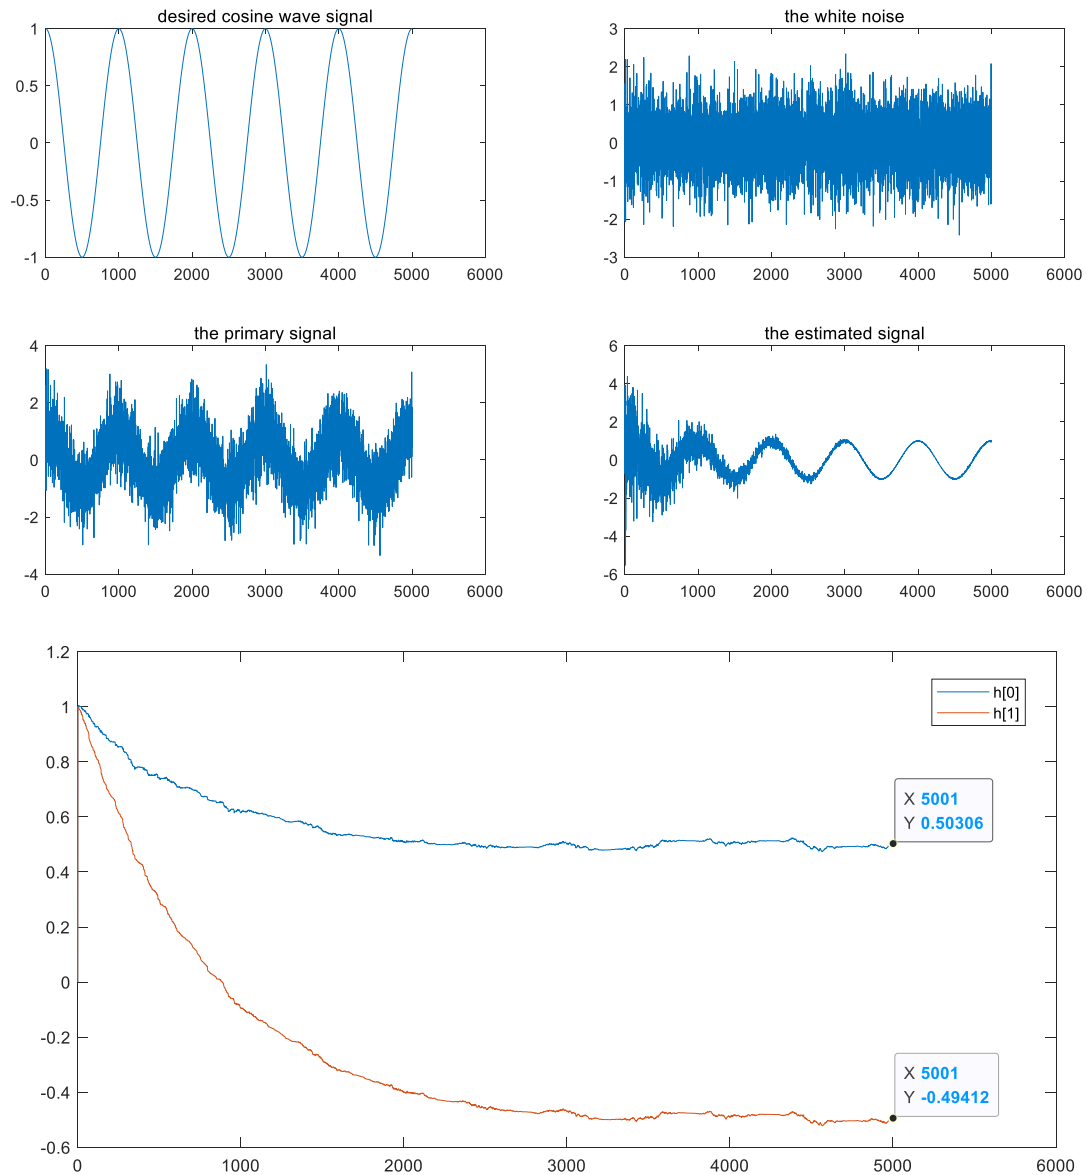 desired cosine wave signal
1
0.5
0
-0.5
-1
0 1000 2000 3000 4000 5000 6000
the white noise
3
2
1
0
-1
-2
-3
0 1000 2000 3000 4000 5000 6000
the primary signal
4
2
0
-2
-4
0 1000 2000 3000 4000 5000 6000
the estimated signal
6
4
2
0
-2
-4
-6
0 1000 2000 3000 4000 5000 6000
1.2
1
0.8
0.6
0.4
0.2
0
-0.2
-0.4
-0.6
0 1000 2000 3000 4000 5000 6000
h[0]
h[1]
X 5001
Y 0.50306
X 5001
Y -0.49412